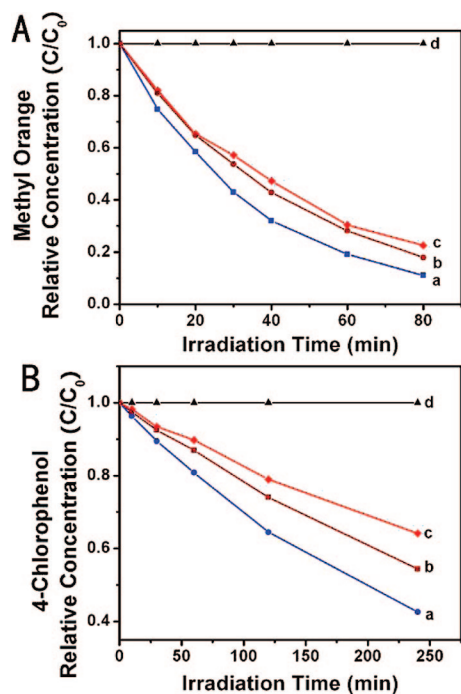 A
Methyl Orange
Relative Concentration (C/C0)
1.0
0.8
0.6
0.4
0.2
0.0
d
c
b
a
0 20 40 60 80
Irradiation Time (min)
B
4-Chlorophenol
Relative Concentration (C/C0)
1.0
0.8
0.6
0.4
d
c
b
a
0 50 100 150 200 250
Irradiation Time (min)